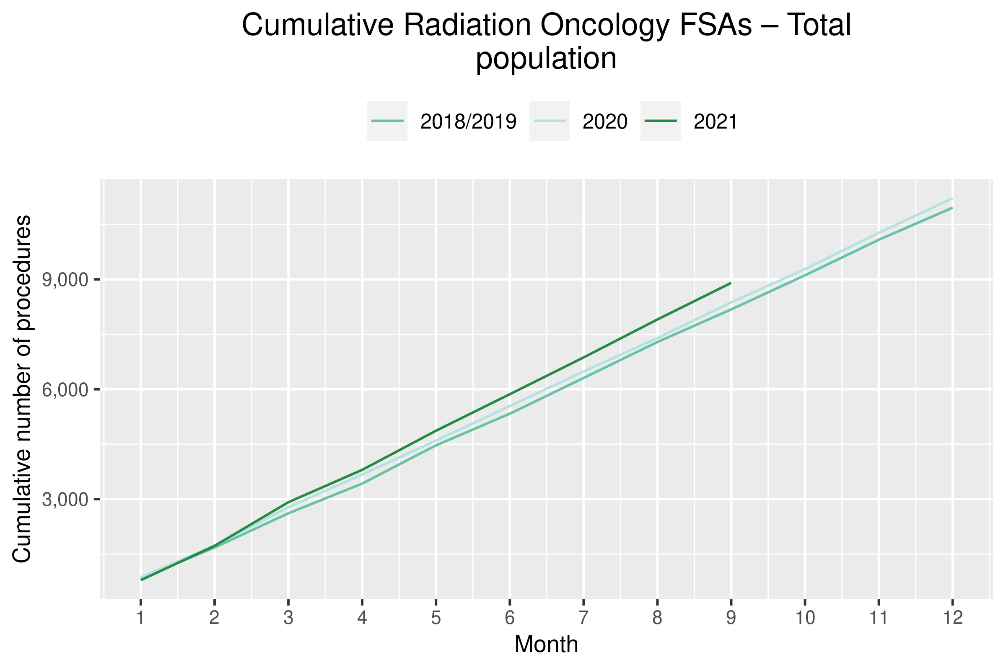 Cumulative Radiation Oncology FSAs – Total
population
2018/2019 2020 2021
Cumulative number of procedures
9,000
6,000
3,000
1 2 3 4 5 6 7 8 9 10 11 12
Month